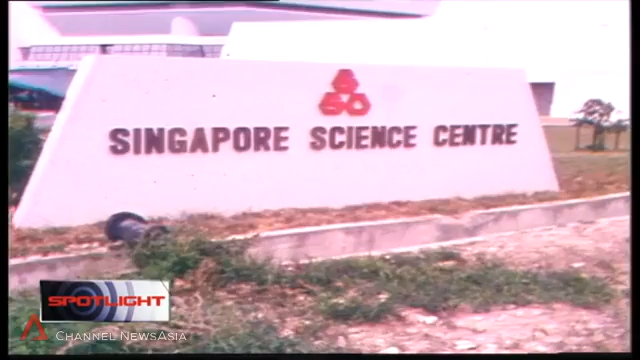 SINGAPORE SCIENCE CENTRE
SPOTLIGHT
CHANNEL NEWSASIA